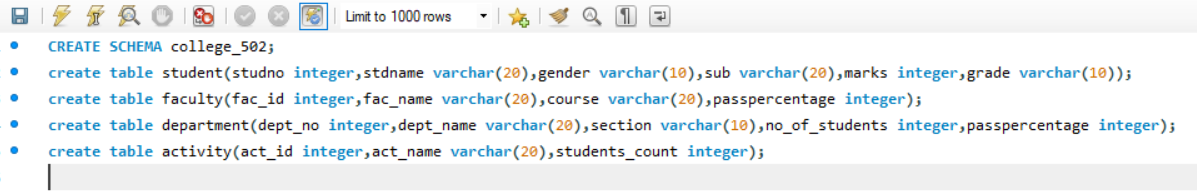 Limit to 1000 rows
CREATE SCHEMA college_502;
create table student(studno integer,stdname varchar(20),gender varchar(10),sub varchar(20),marks integer,grade varchar(10));
create table faculty(fac_id integer,fac_name varchar(20),course varchar(20),passpercentage integer);
create table department(dept_no integer,dept_name varchar(20),section varchar(10),no_of_students integer,passpercentage integer);
create table activity(act_id integer,act_name varchar(20),students_count integer);